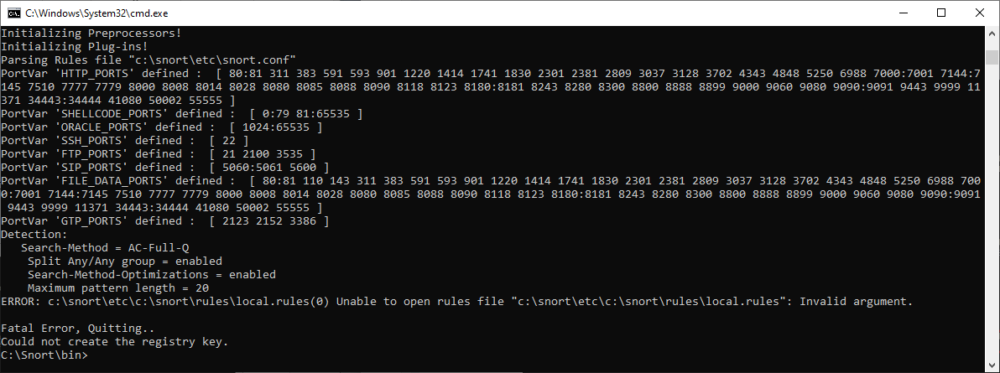 C:\Windows\System32\cmd.exe
Initializing Preprocessors!
Initializing Plug-ins!
Parsing Rules file "c:\snort\etc\snort.conf"
PortVar 'HTTP_PORTS' defined :  [ 80:81 311 383 591 593 901 1220 1414 1741 1830 2301 2381 2809 3037 3128 3702 4343 4848 5250 6988 7000:7001 7144:7
145 7510 7777 7779 8000 8008 8014 8028 8080 8085 8088 8090 8118 8123 8180:8181 8243 8280 8300 8800 8888 8899 9000 9060 9080 9090:9091 9443 9999 11
371 34443:34444 41080 50002 55555 ]
PortVar 'SHELLCODE_PORTS' defined :  [ 0:79 81:65535 ]
PortVar 'ORACLE_PORTS' defined :  [ 1024:65535 ]
PortVar 'SSH_PORTS' defined :  [ 22 ]
PortVar 'FTP_PORTS' defined :  [ 21 2100 3535 ]
PortVar 'SIP_PORTS' defined :  [ 5060:5061 5600 ]
PortVar 'FILE_DATA_PORTS' defined :  [ 80:81 110 143 311 383 591 593 901 1220 1414 1741 1830 2301 2381 2809 3037 3128 3702 4343 4848 5250 6988 700
0:7001 7144:7145 7510 7777 7779 8000 8008 8014 8028 8080 8085 8088 8090 8118 8123 8180:8181 8243 8280 8300 8800 8888 8899 9000 9060 9080 9090:9091
 9443 9999 11371 34443:34444 41080 50002 55555 ]
PortVar 'GTP_PORTS' defined :  [ 2123 2152 3386 ]
Detection:
   Search-Method = AC-Full-Q
    Split Any/Any group = enabled
    Search-Method-Optimizations = enabled
    Maximum pattern length = 20
ERROR: c:\snort\etc\c:\snort\rules\local.rules(0) Unable to open rules file "c:\snort\etc\c:\snort\rules\local.rules": Invalid argument.

Fatal Error, Quitting..
Could not create the registry key.
C:\Snort\bin>